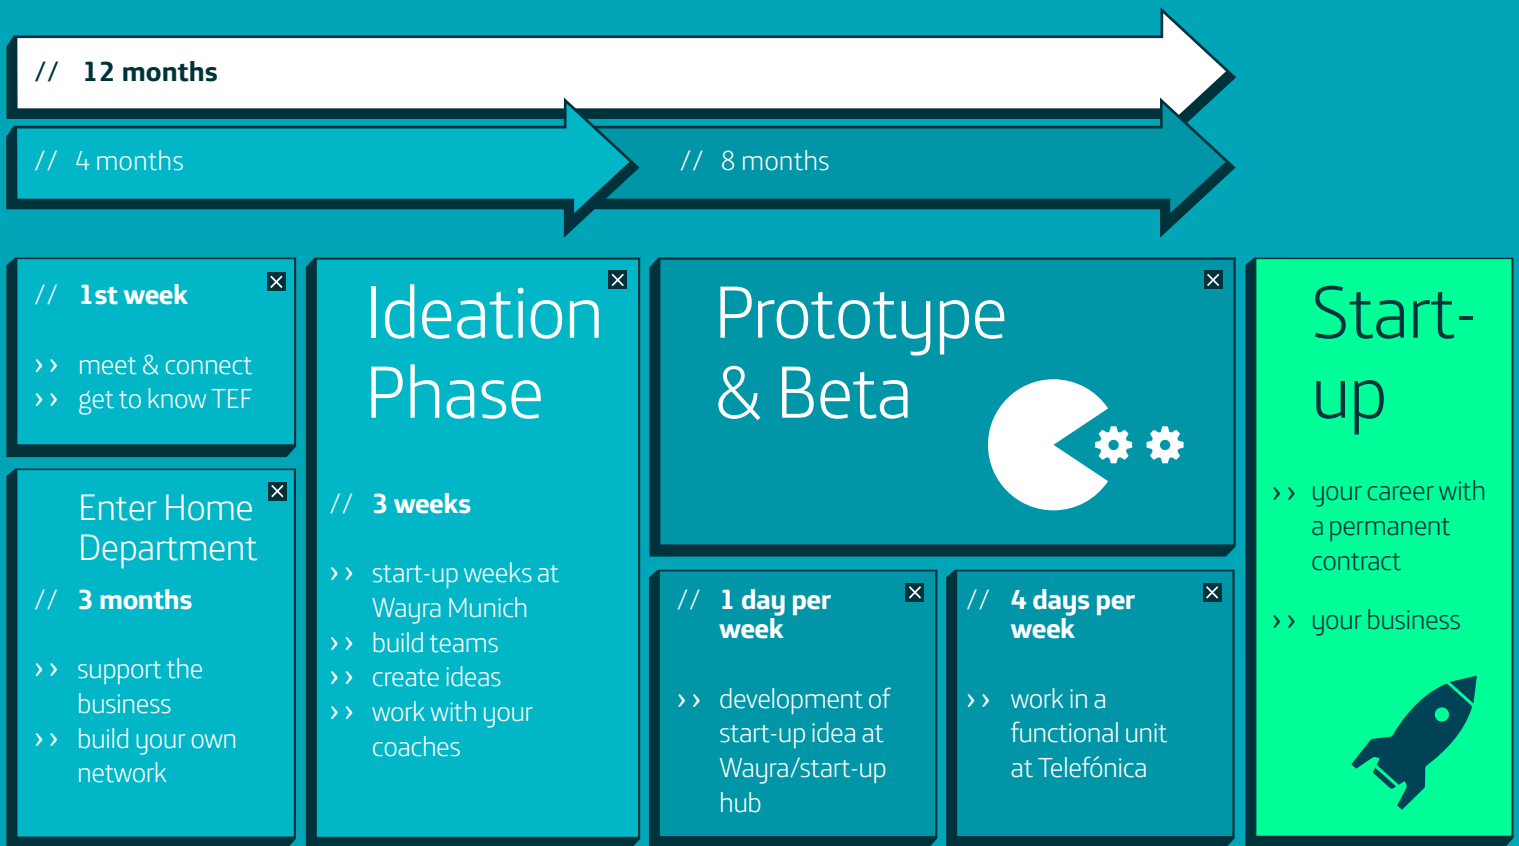 // 12 months
// 4 months
// 8 months
// 1st week
>> meet & connect
>> get to know TEF
Enter Home
Department
// 3 months
>> support the
business
>> build your own
network
Ideation
Phase
// 3 weeks
>> start-up weeks at
Wayra Munich
>> build teams
>> create ideas
>> work with your
coaches
Prototype
& Beta
// 1 day per
week
>> development of
start-up idea at
Wayra/start-up
hub
// 4 days per
week
>> work in a
functional unit
at Telefónica
Start-
up
>> your career with
a permanent
contract
>> your business